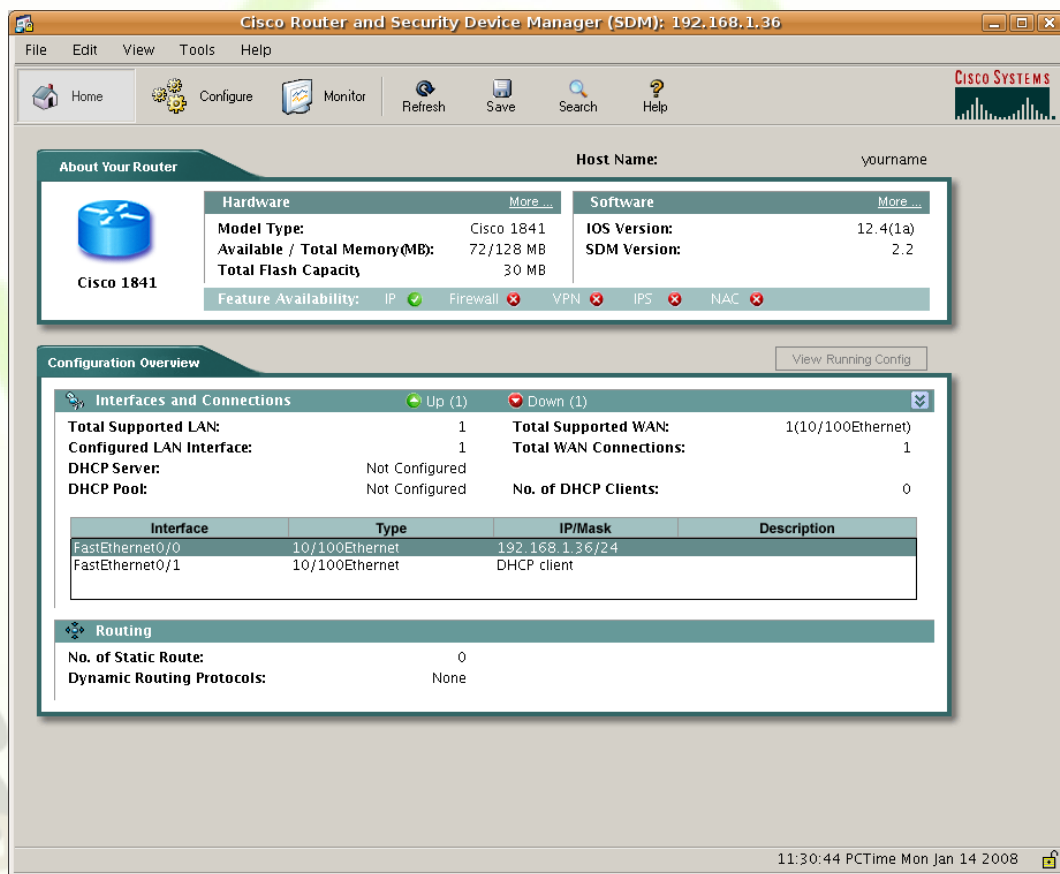 Cisco Router and Security Device Manager (SDM): 192.168.1.36
File Edit View Tools Help
Home Configure Monitor Refresh Save Search Help
CISCO SYSTEMS
About Your Router
Host Name: yourname
Cisco 1841
Hardware More ...
Model Type: Cisco 1841
Available / Total Memory(MB): 72/128 MB
Total Flash Capacity 30 MB
Software More ...
IOS Version: 12.4(1a)
SDM Version: 2.2
Feature Availability: IP Firewall VPN IPS NAC
Configuration Overview
View Running Config
Interfaces and Connections Up (1) Down (1)
Total Supported LAN: 1 Total Supported WAN: 1(10/100Ethernet)
Configured LAN Interface: 1 Total WAN Connections: 1
DHCP Server: Not Configured
DHCP Pool: Not Configured No. of DHCP Clients: 0
Interface Type IP/Mask Description
FastEthernet0/0 10/100Ethernet 192.168.1.36/24
FastEthernet0/1 10/100Ethernet DHCP client
Routing
No. of Static Route: 0
Dynamic Routing Protocols: None
11:30:44 PCTime Mon Jan 14 2008